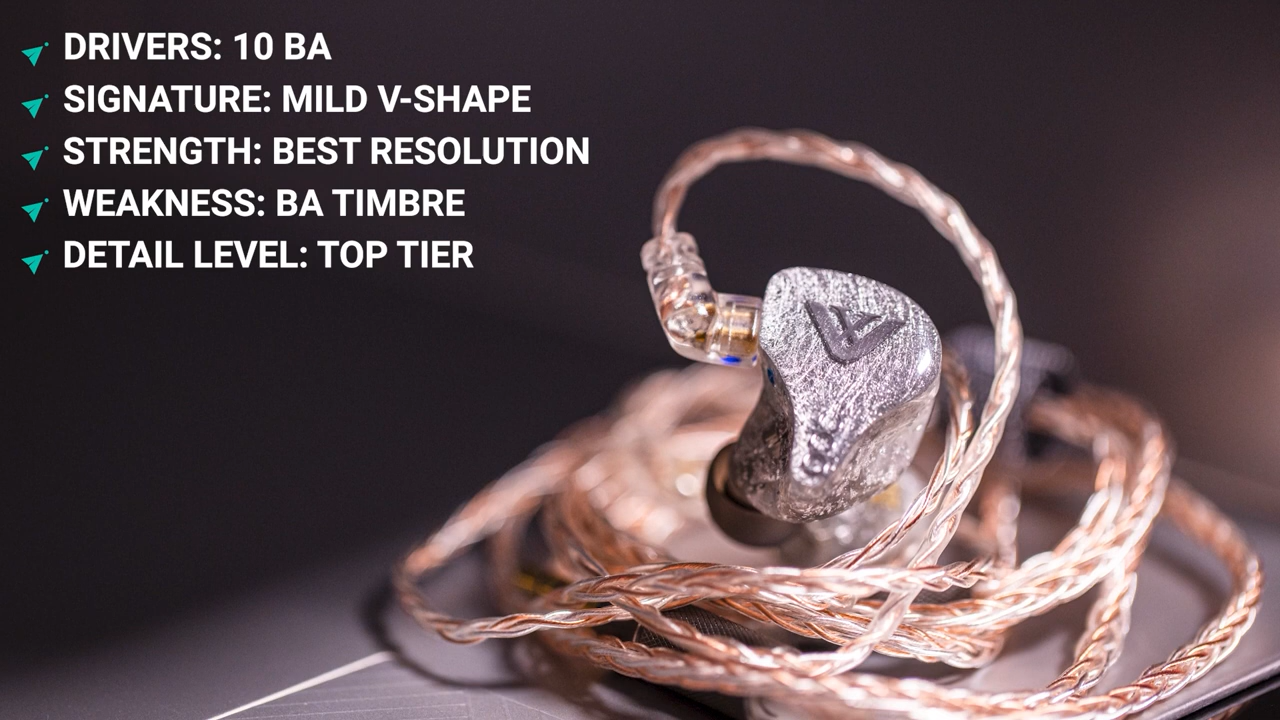 DRIVERS: 10 BA
SIGNATURE: MILD V-SHAPE
STRENGTH: BEST RESOLUTION
WEAKNESS: BA TIMBRE
DETAIL LEVEL: TOP TIER